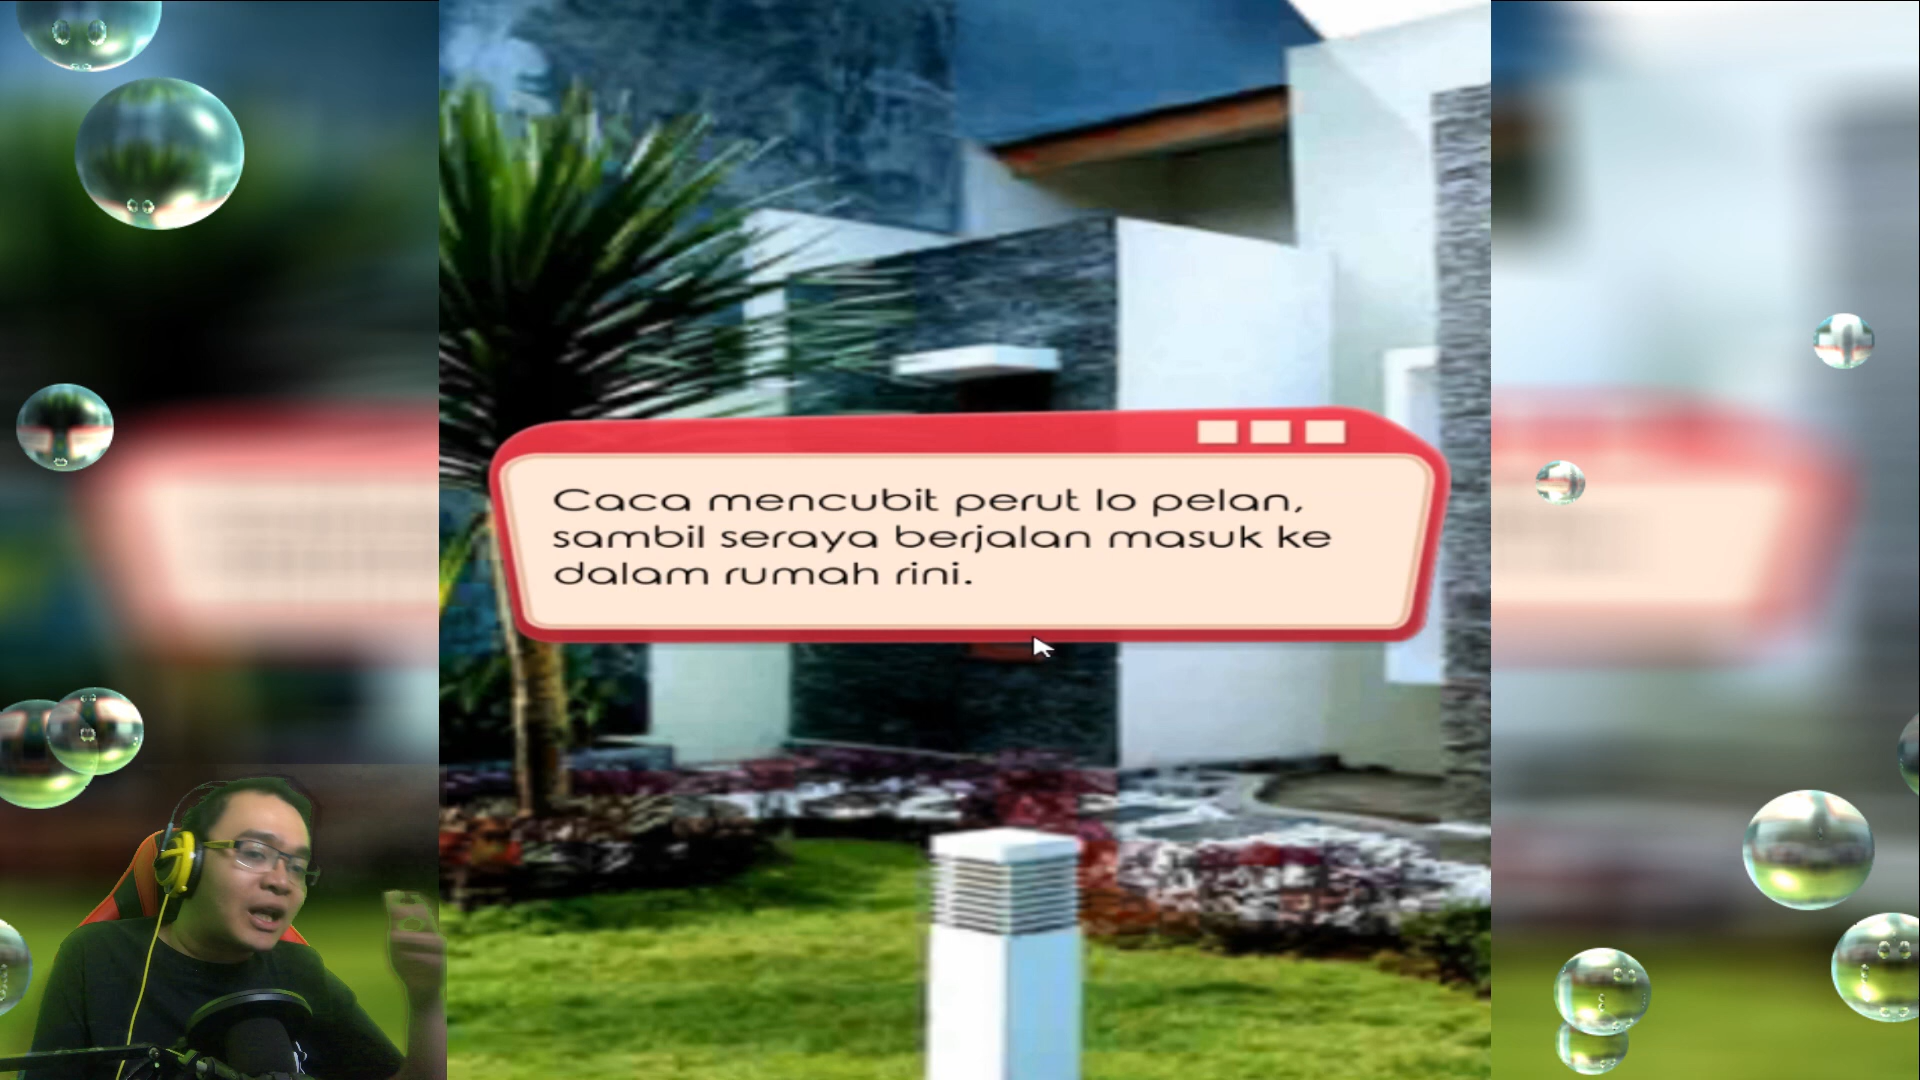 Caca mencubit perut lo pelan,
sambil seraya berjalan masuk ke
dalam rumah rini.